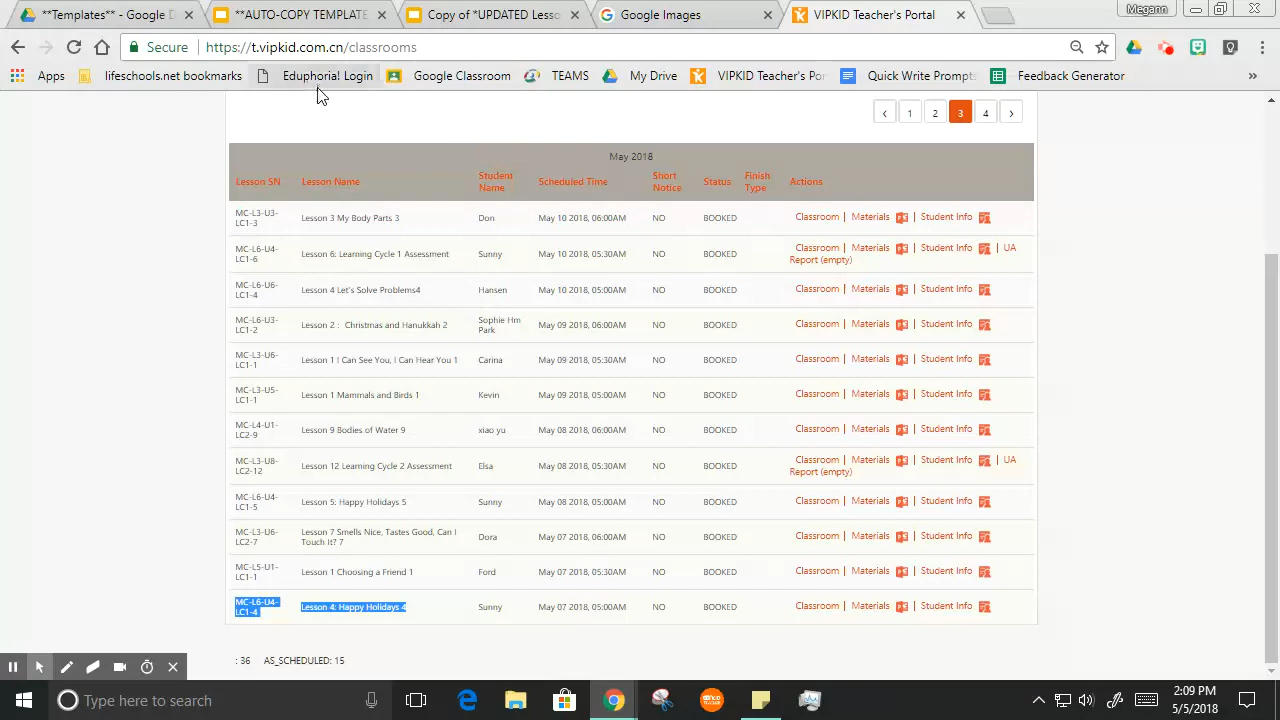 **Templates** - Google D
**AUTO-COPY TEMPLATE
Copy of *UPDATED Lesso
Google Images
VIPKID Teacher's Portal
Megann
Secure
https://t.vipkid.com.cn/classrooms
Apps
lifeschools.net bookmarks
Eduphoria! Login
Google Classroom
TEAMS
My Drive
VIPKID Teacher's Por
Quick Write Prompts
Feedback Generator
»
‹ 1 2 3 4 ›
May 2018
Lesson SN Lesson Name Student Name Scheduled Time Short Notice Status Finish Type Actions
MC-L3-U3-LC1-3 Lesson 3 My Body Parts 3 Don May 10 2018, 06:00AM NO BOOKED Classroom | Materials | Student Info
MC-L6-U4-LC1-6 Lesson 6: Learning Cycle 1 Assessment Sunny May 10 2018, 05:30AM NO BOOKED Classroom | Materials | Student Info | UA Report (empty)
MC-L6-U6-LC1-4 Lesson 4 Let's Solve Problems4 Hansen May 10 2018, 05:00AM NO BOOKED Classroom | Materials | Student Info
MC-L6-U3-LC1-2 Lesson 2 : Christmas and Hanukkah 2 Sophie Hm Park May 09 2018, 06:00AM NO BOOKED Classroom | Materials | Student Info
MC-L3-U6-LC1-1 Lesson 1 I Can See You, I Can Hear You 1 Carina May 09 2018, 05:30AM NO BOOKED Classroom | Materials | Student Info
MC-L3-U5-LC1-1 Lesson 1 Mammals and Birds 1 Kevin May 09 2018, 05:00AM NO BOOKED Classroom | Materials | Student Info
MC-L4-U1-LC2-9 Lesson 9 Bodies of Water 9 xiao yu May 08 2018, 06:00AM NO BOOKED Classroom | Materials | Student Info
MC-L3-U8-LC2-12 Lesson 12 Learning Cycle 2 Assessment Elsa May 08 2018, 05:30AM NO BOOKED Classroom | Materials | Student Info | UA Report (empty)
MC-L6-U4-LC1-5 Lesson 5: Happy Holidays 5 Sunny May 08 2018, 05:00AM NO BOOKED Classroom | Materials | Student Info
MC-L3-U6-LC2-7 Lesson 7 Smells Nice, Tastes Good, Can I Touch It? 7 Dora May 07 2018, 06:00AM NO BOOKED Classroom | Materials | Student Info
MC-L5-U1-LC1-1 Lesson 1 Choosing a Friend 1 Ford May 07 2018, 05:30AM NO BOOKED Classroom | Materials | Student Info
MC-L6-U4-LC1-4 Lesson 4: Happy Holidays 4 Sunny May 07 2018, 05:00AM NO BOOKED Classroom | Materials | Student Info
: 36 AS_SCHEDULED: 15
Type here to search
2:09 PM
5/5/2018